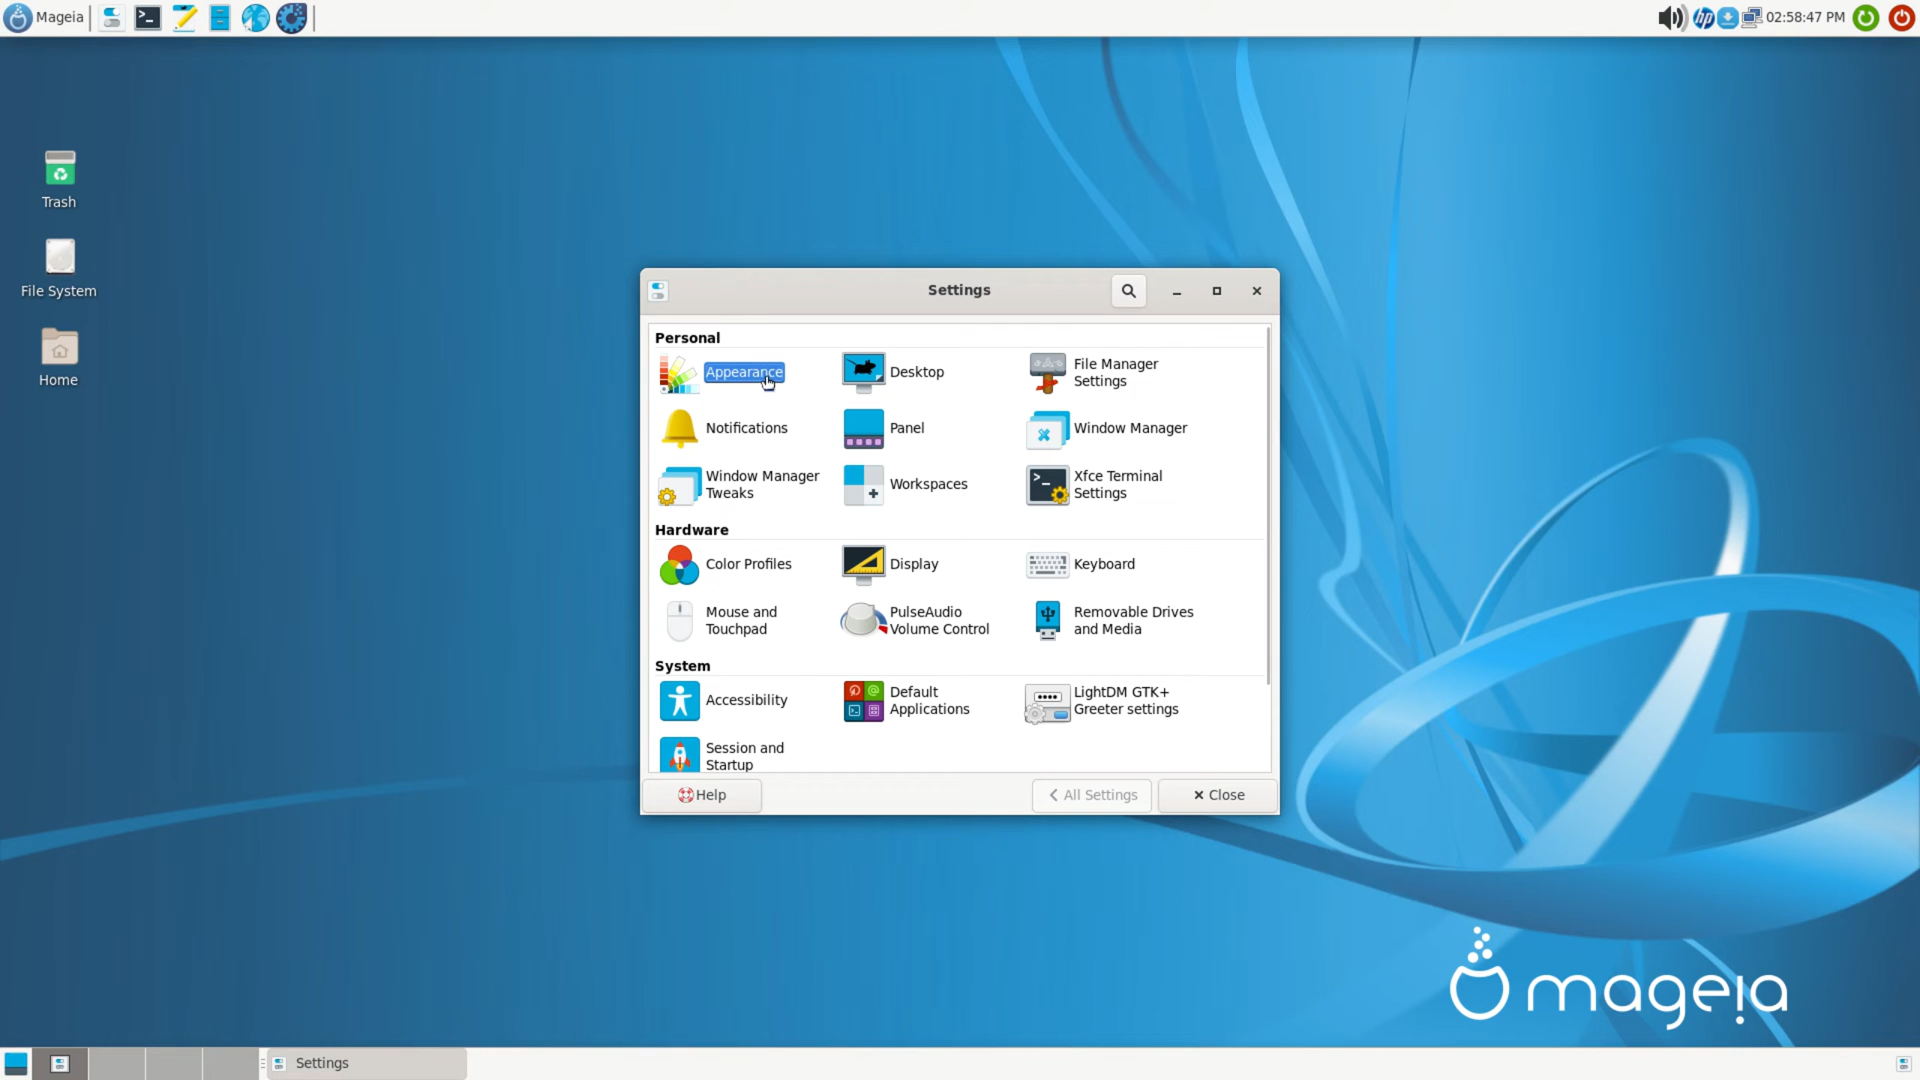 Mageia
02:58:47 PM
Trash
File System
Home
Settings
Personal
Appearance
Desktop
File Manager
Settings
Notifications
Panel
Window Manager
Window Manager
Tweaks
Workspaces
Xfce Terminal
Settings
Hardware
Color Profiles
Display
Keyboard
Mouse and
Touchpad
PulseAudio
Volume Control
Removable Drives
and Media
System
Accessibility
Default
Applications
LightDM GTK+
Greeter settings
Session and
Startup
Help
All Settings
Close
mageia
Settings